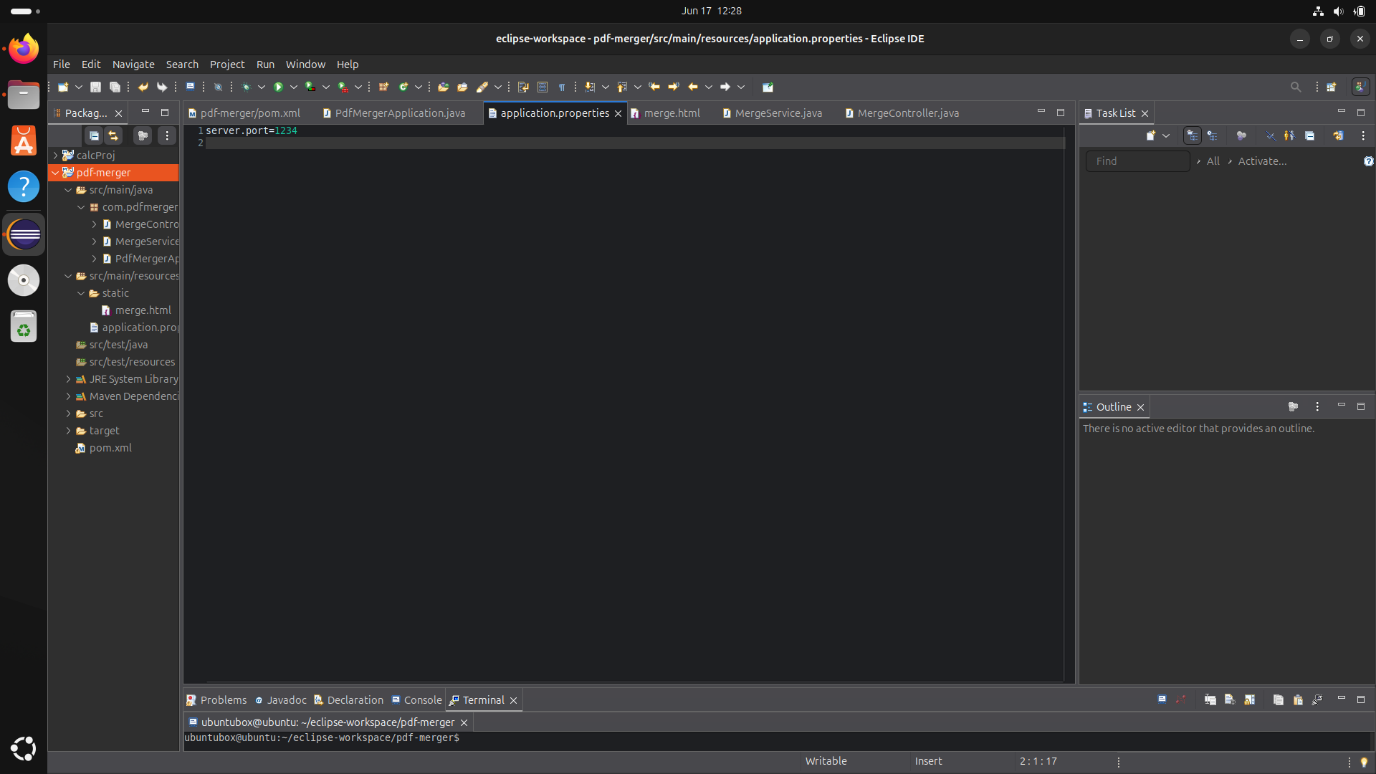 Jun 17 12:28
eclipse-workspace - pdf-merger/src/main/resources/application.properties - Eclipse IDE
File Edit Navigate Search Project Run Window Help
Packag...
pdf-merger/pom.xml
PdfMergerApplication.java
application.properties
merge.html
MergeService.java
MergeController.java
Task List
1 server.port=1234
2
calcProj
pdf-merger
src/main/java
com.pdfmerger
MergeContro
MergeService
PdfMergerAp
src/main/resources
static
merge.html
application.prop
src/test/java
src/test/resources
JRE System Library
Maven Dependenci
src
target
pom.xml
Find
All
Activate...
Outline
There is no active editor that provides an outline.
Problems
Javadoc
Declaration
Console
Terminal
ubuntubox@ubuntu: ~/eclipse-workspace/pdf-merger
ubuntubox@ubuntu:~/eclipse-workspace/pdf-merger$
Writable
Insert
2 : 1 : 17